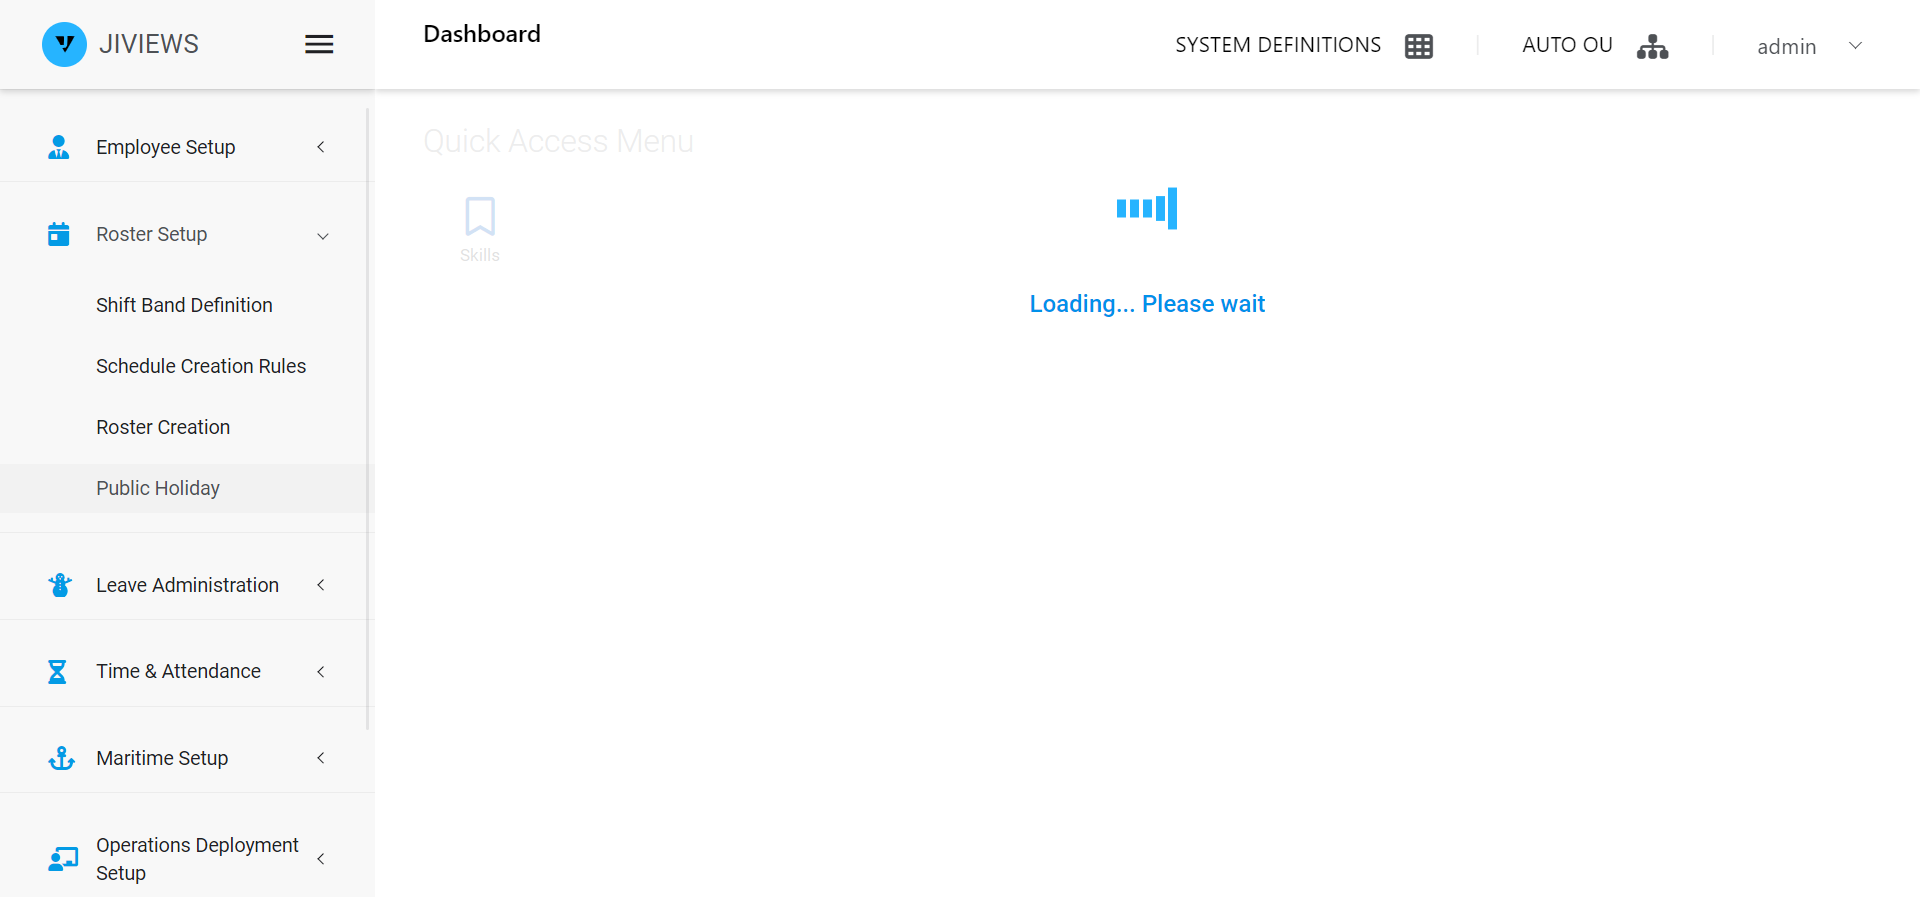 JIVIEWS
Dashboard
SYSTEM DEFINITIONS
AUTO OU
admin
Employee Setup
Roster Setup
Shift Band Definition
Schedule Creation Rules
Roster Creation
Public Holiday
Leave Administration
Time & Attendance
Maritime Setup
Operations Deployment
Setup
Quick Access Menu
Skills
Loading... Please wait